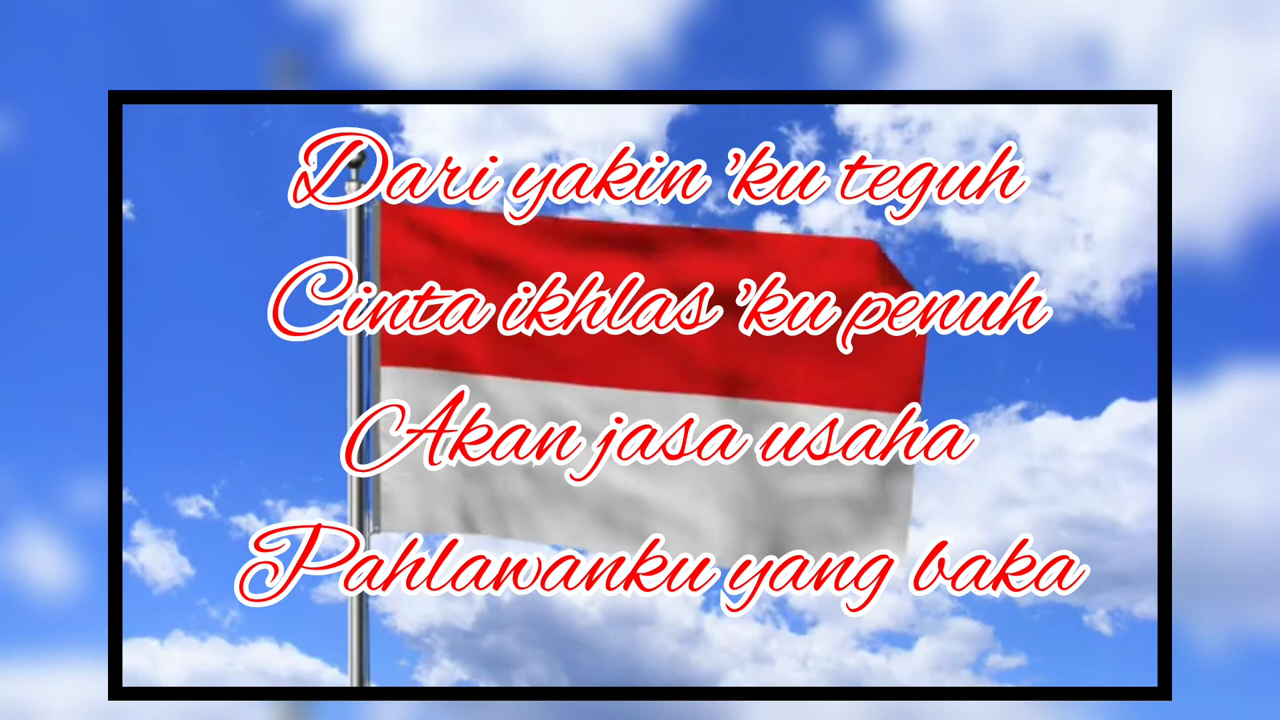 Dari yakin 'ku teguh
Cinta ikhlas 'ku penuh
Akan jasa usaha
Pahlawanku yang baka